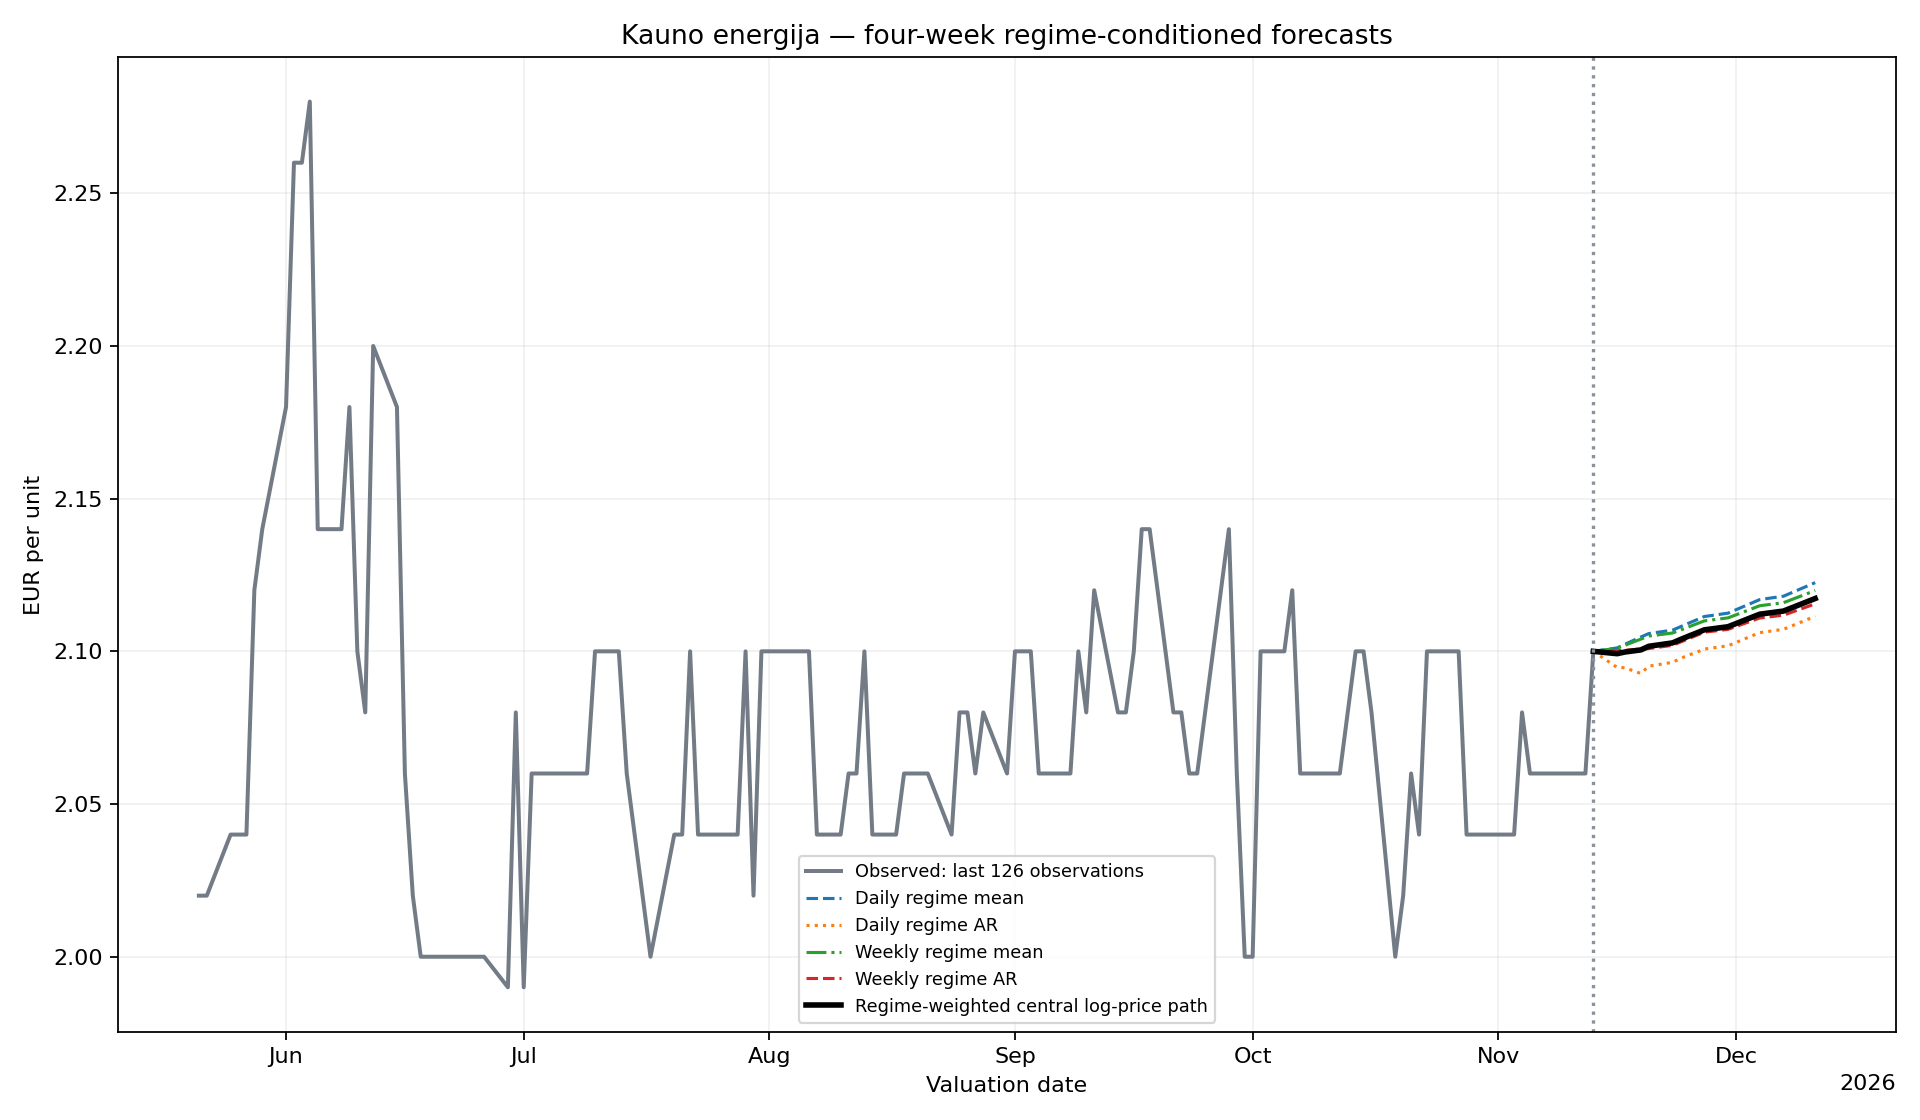 Kauno energija — four-week regime-conditioned forecasts
EUR per unit
2.25
2.20
2.15
2.10
2.05
2.00
Observed: last 126 observations
Daily regime mean
Daily regime AR
Weekly regime mean
Weekly regime AR
Regime-weighted central log-price path
Jun Jul Aug Sep Oct Nov Dec
Valuation date
2026